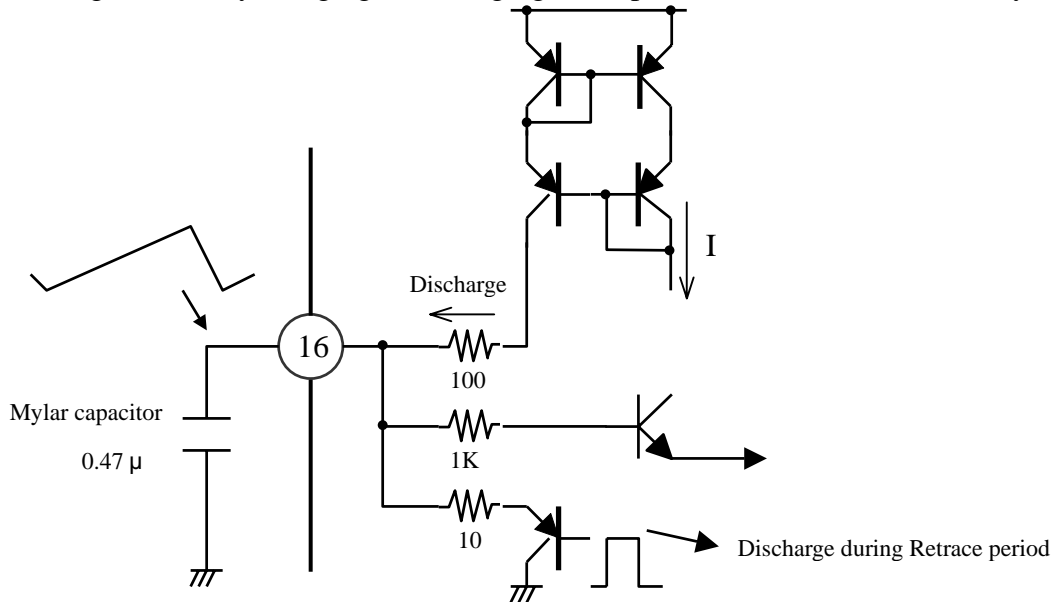 I
Discharge
16
100
Mylar capacitor
0.47 μ
1K
10
Discharge during Retrace period